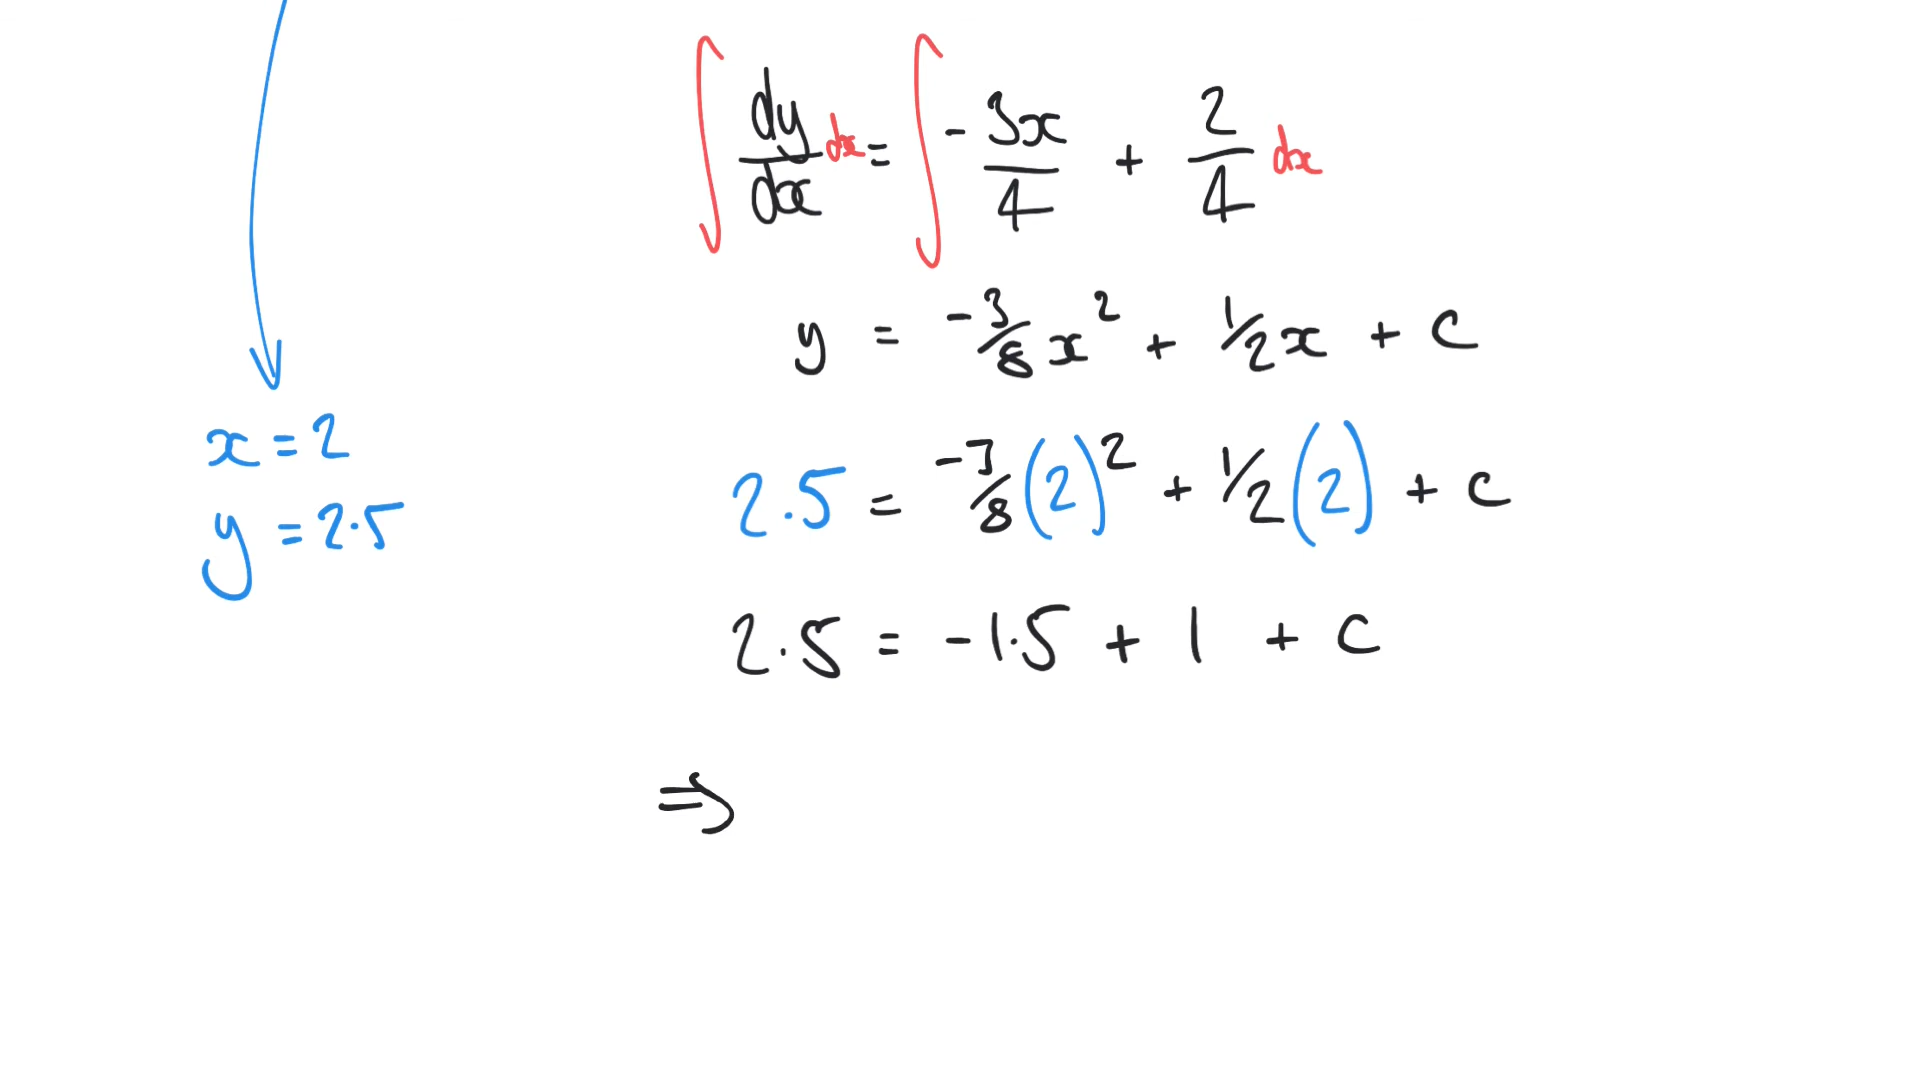 ∫ dy/dx dx = ∫ - 3x/4 + 2/4 dx
y = -3/8 x² + 1/2 x + c
x = 2
2.5 = -3/8 (2)² + 1/2 (2) + c
y = 2.5
2.5 = -1.5 + 1 + c
⇒